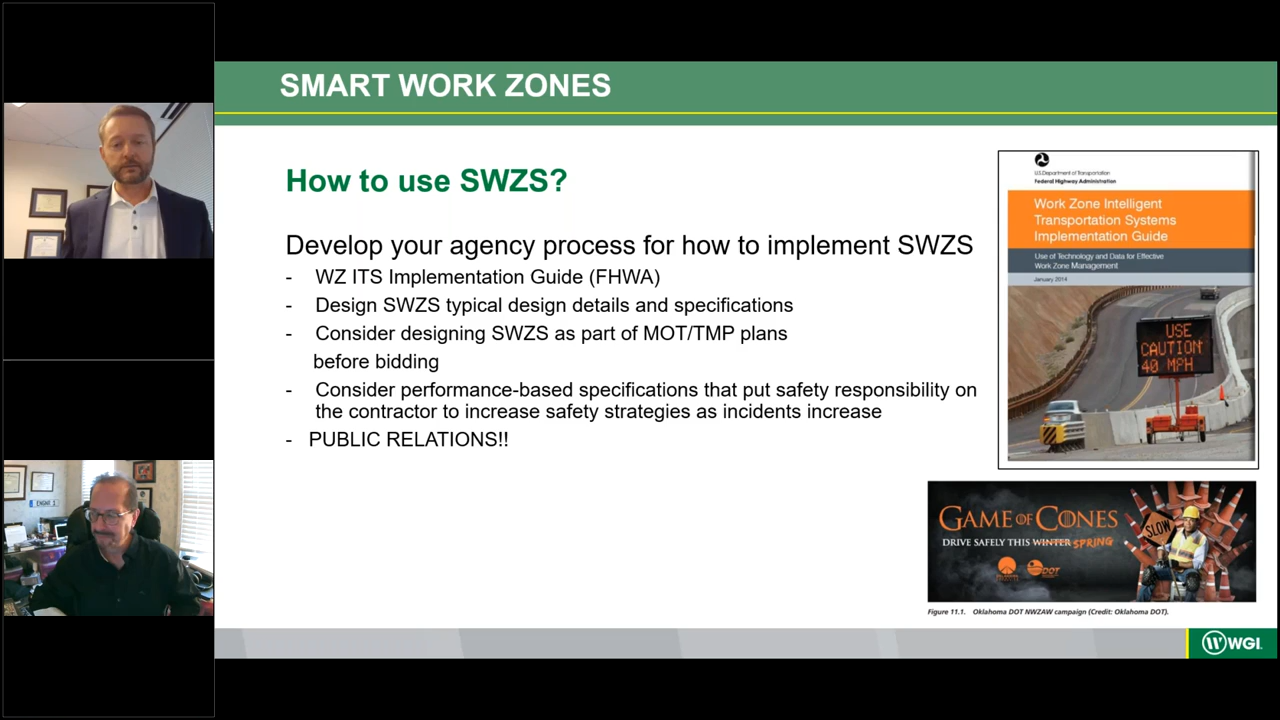 SMART WORK ZONES
How to use SWZS?
Develop your agency process for how to implement SWZS
- WZ ITS Implementation Guide (FHWA)
- Design SWZS typical design details and specifications
- Consider designing SWZS as part of MOT/TMP plans
before bidding
- Consider performance-based specifications that put safety responsibility on
the contractor to increase safety strategies as incidents increase
- PUBLIC RELATIONS!!
U.S. Department of Transportation
Federal Highway Administration
Work Zone Intelligent
Transportation Systems
Implementation Guide
Use of Technology and Data for Effective
Work Zone Management
January 2014
USE
CAUTION
40 MPH
GAME OF CONES
DRIVE SAFELY THIS WINTER SPRING
SLOW
Figure 11.1. Oklahoma DOT NWZAW campaign (Credit: Oklahoma DOT).
WGI